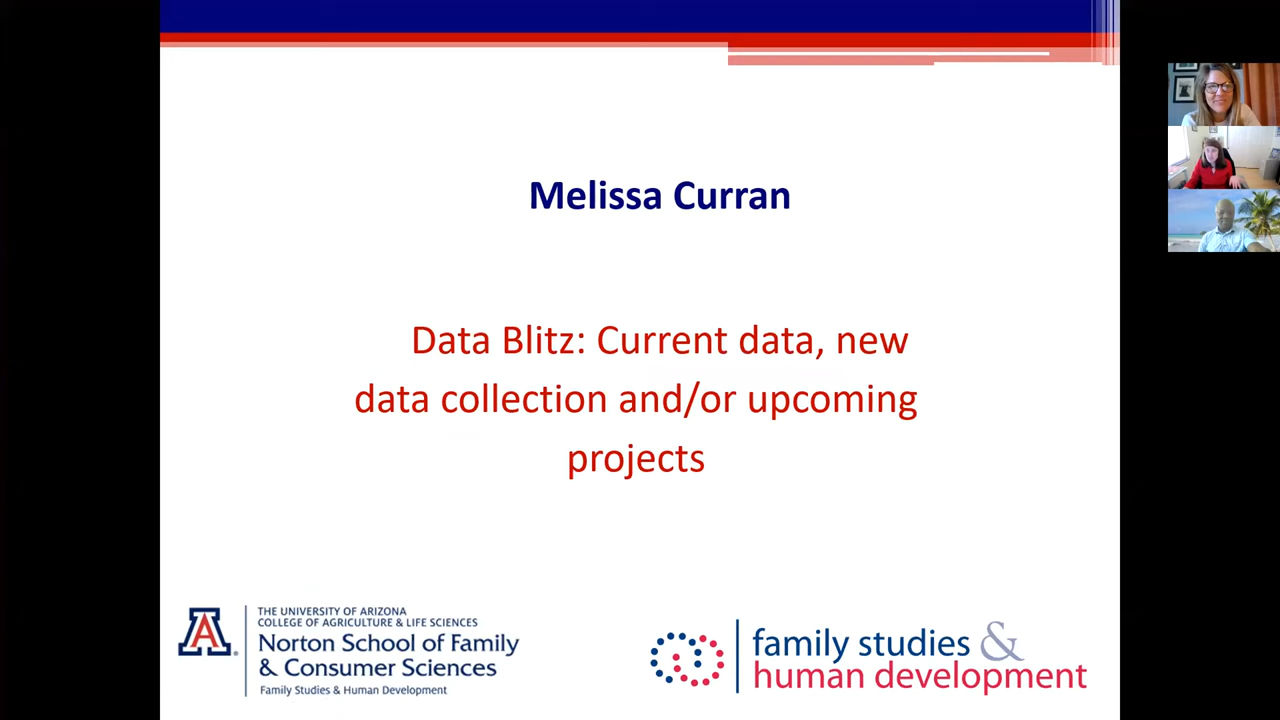 Melissa Curran
Data Blitz: Current data, new
data collection and/or upcoming
projects
THE UNIVERSITY OF ARIZONA
COLLEGE OF AGRICULTURE & LIFE SCIENCES
Norton School of Family
& Consumer Sciences
Family Studies & Human Development
family studies &
human development